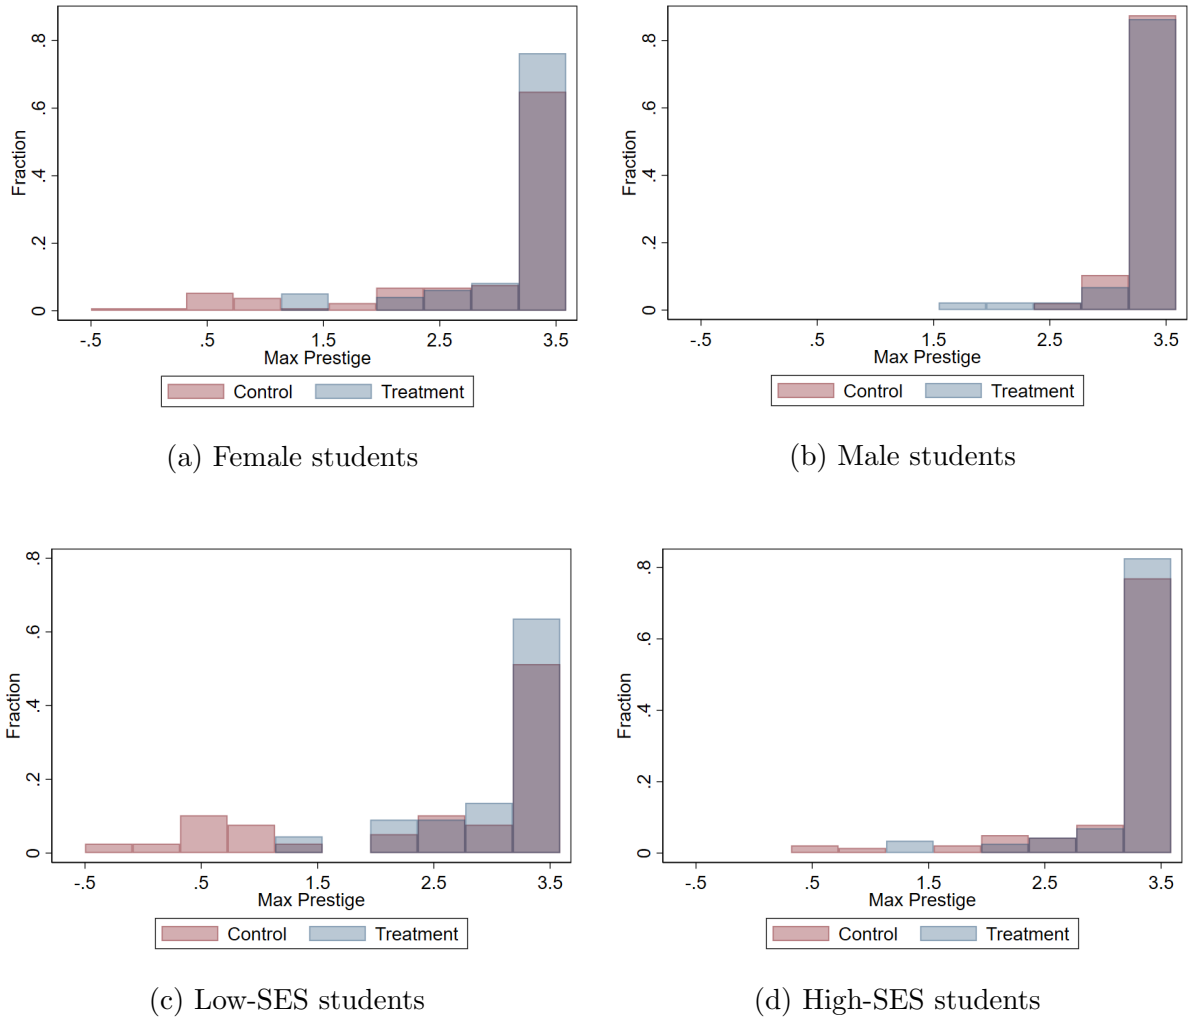 Fraction
.8
.6
.4
.2
0
-.5 .5 1.5 2.5 3.5
Max Prestige
Control Treatment
(a) Female students
Fraction
.8
.6
.4
.2
0
-.5 .5 1.5 2.5 3.5
Max Prestige
Control Treatment
(b) Male students
Fraction
.8
.6
.4
.2
0
-.5 .5 1.5 2.5 3.5
Max Prestige
Control Treatment
(c) Low-SES students
Fraction
.8
.6
.4
.2
0
-.5 .5 1.5 2.5 3.5
Max Prestige
Control Treatment
(d) High-SES students